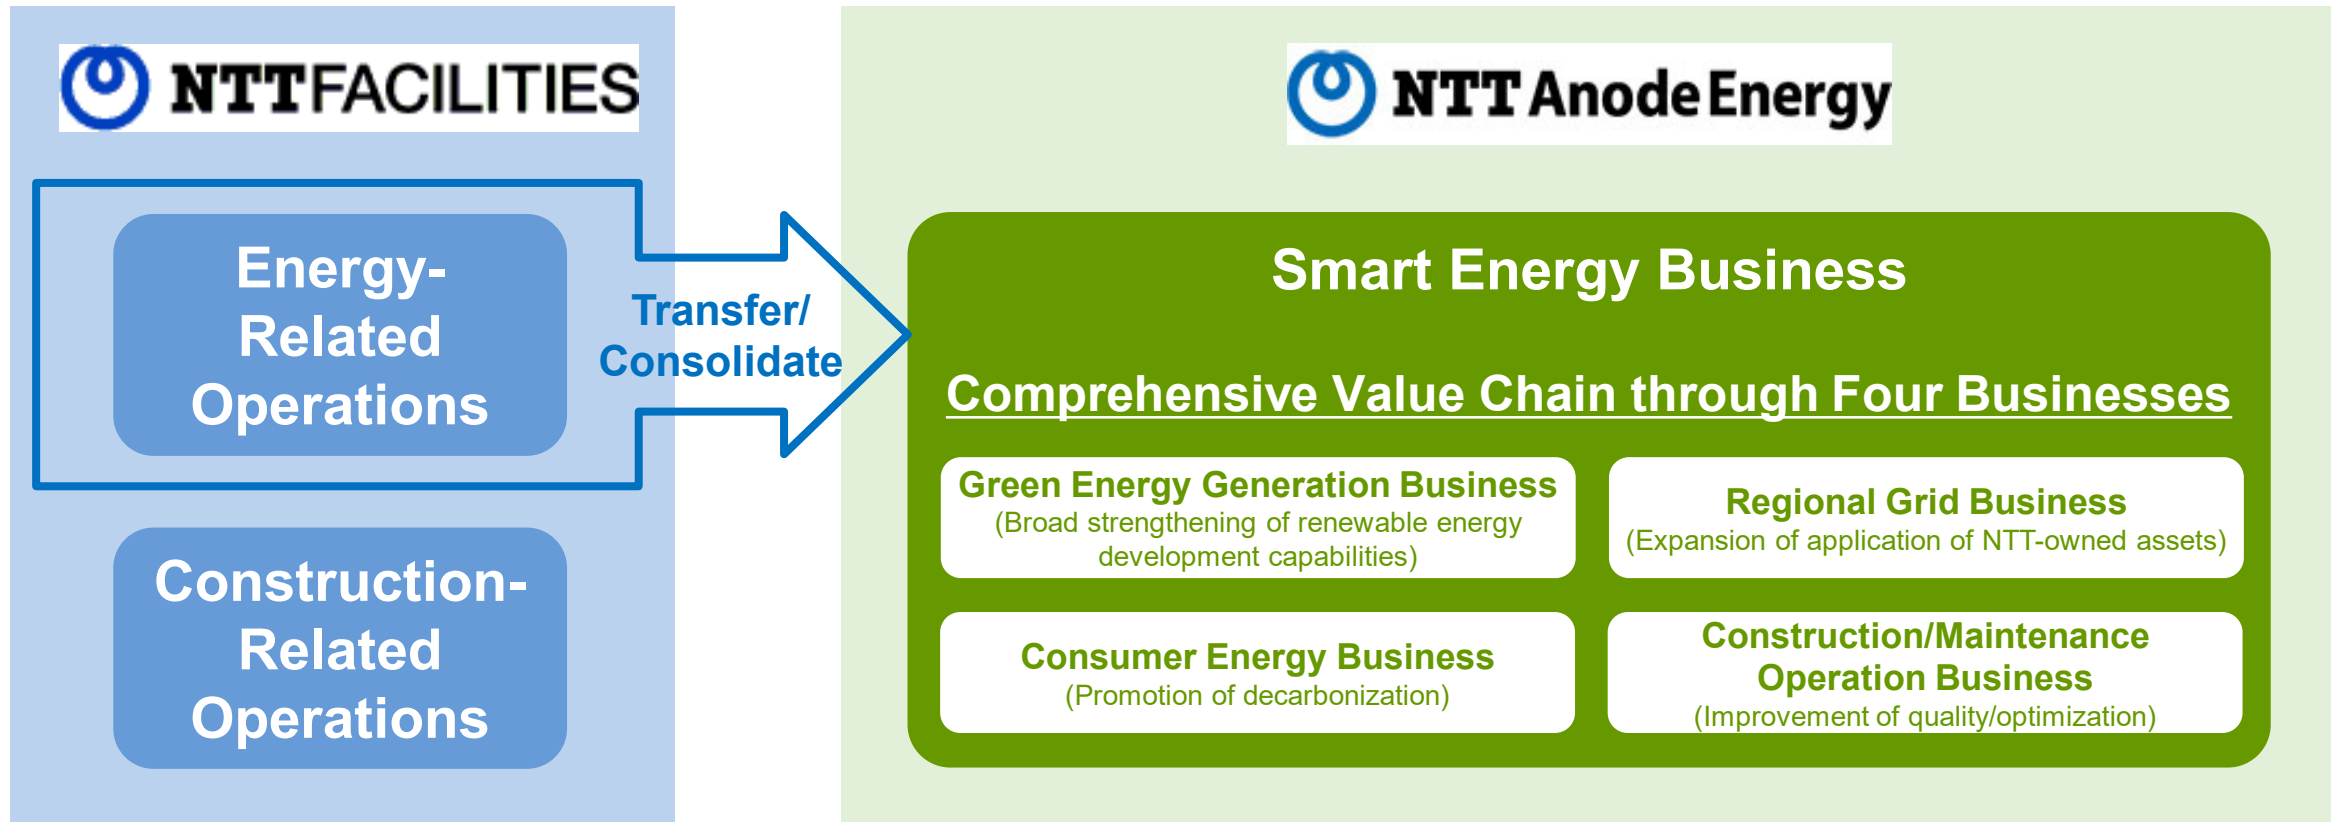 NTT FACILITIES
Energy-
Related
Operations
Construction-
Related
Operations
Transfer/
Consolidate
NTT Anode Energy
Smart Energy Business
Comprehensive Value Chain through Four Businesses
Green Energy Generation Business
(Broad strengthening of renewable energy
development capabilities)
Regional Grid Business
(Expansion of application of NTT-owned assets)
Consumer Energy Business
(Promotion of decarbonization)
Construction/Maintenance
Operation Business
(Improvement of quality/optimization)